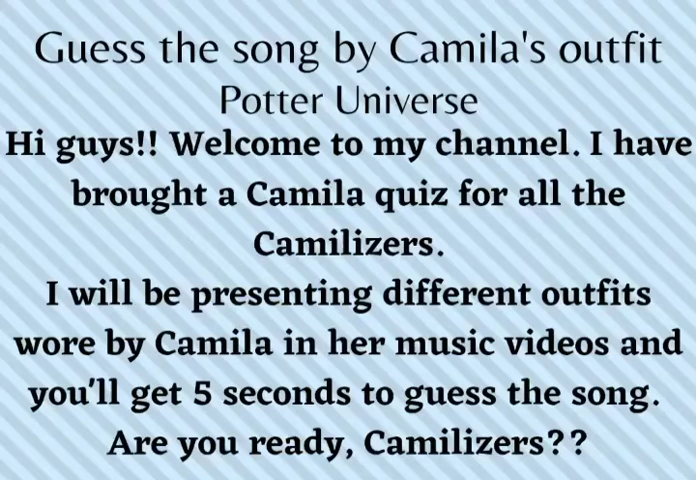 Guess the song by Camila's outfit
Potter Universe
Hi guys!! Welcome to my channel. I have
brought a Camila quiz for all the
Camilizers.
I will be presenting different outfits
wore by Camila in her music videos and
you'll get 5 seconds to guess the song.
Are you ready, Camilizers??